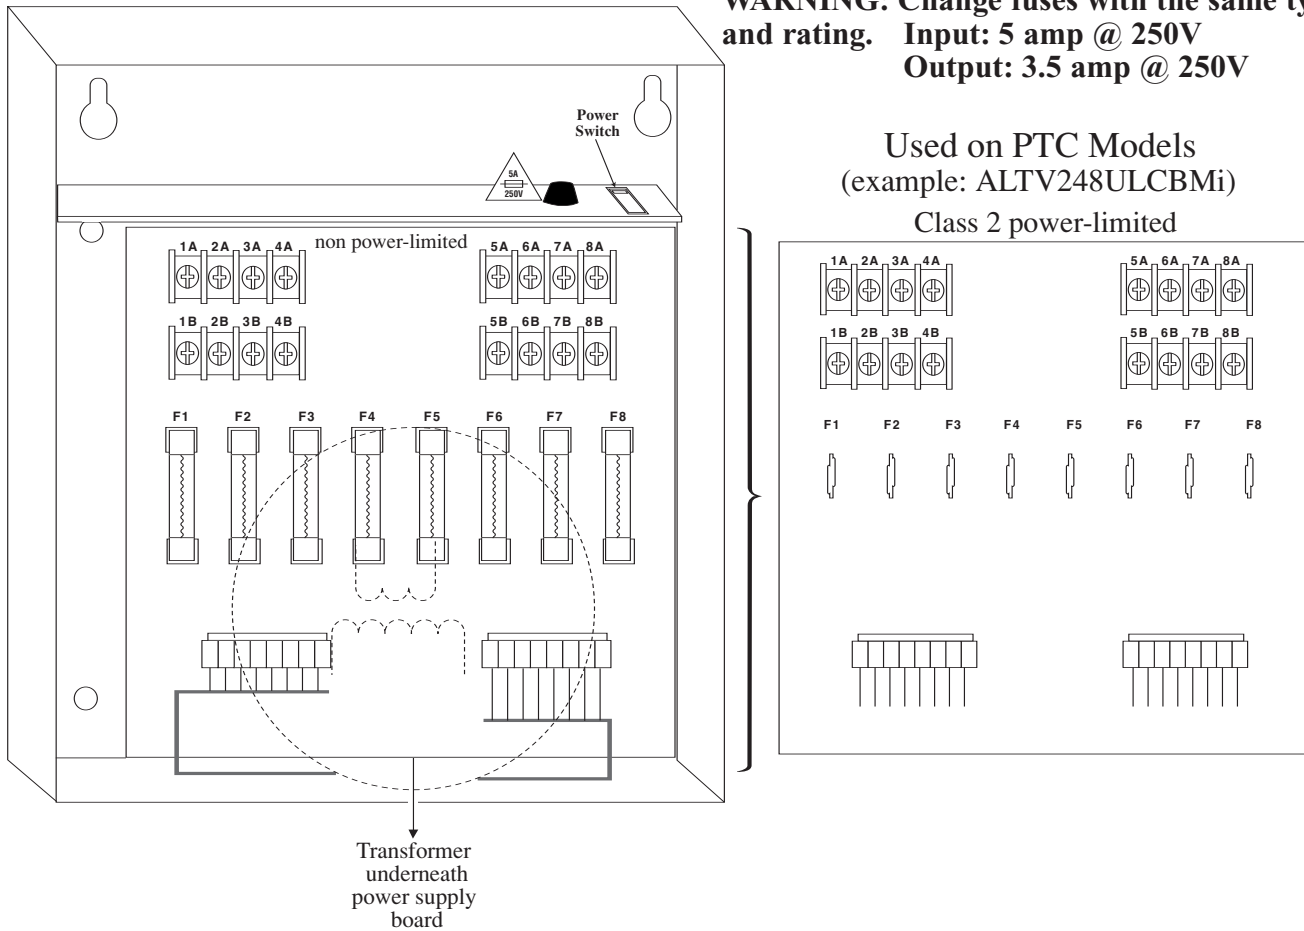 WARNING: Change fuses with the same
and rating. Input: 5 amp @ 250V
Output: 3.5 amp @ 250V
Power
Switch
5A
250V
Used on PTC Models
(example: ALTV248ULCBMi)
Class 2 power-limited
non power-limited
1A 2A 3A 4A
5A 6A 7A 8A
1B 2B 3B 4B
5B 6B 7B 8B
F1 F2 F3 F4 F5 F6 F7 F8
1A 2A 3A 4A
5A 6A 7A 8A
1B 2B 3B 4B
5B 6B 7B 8B
F1 F2 F3 F4 F5 F6 F7 F8
Transformer
underneath
power supply
board